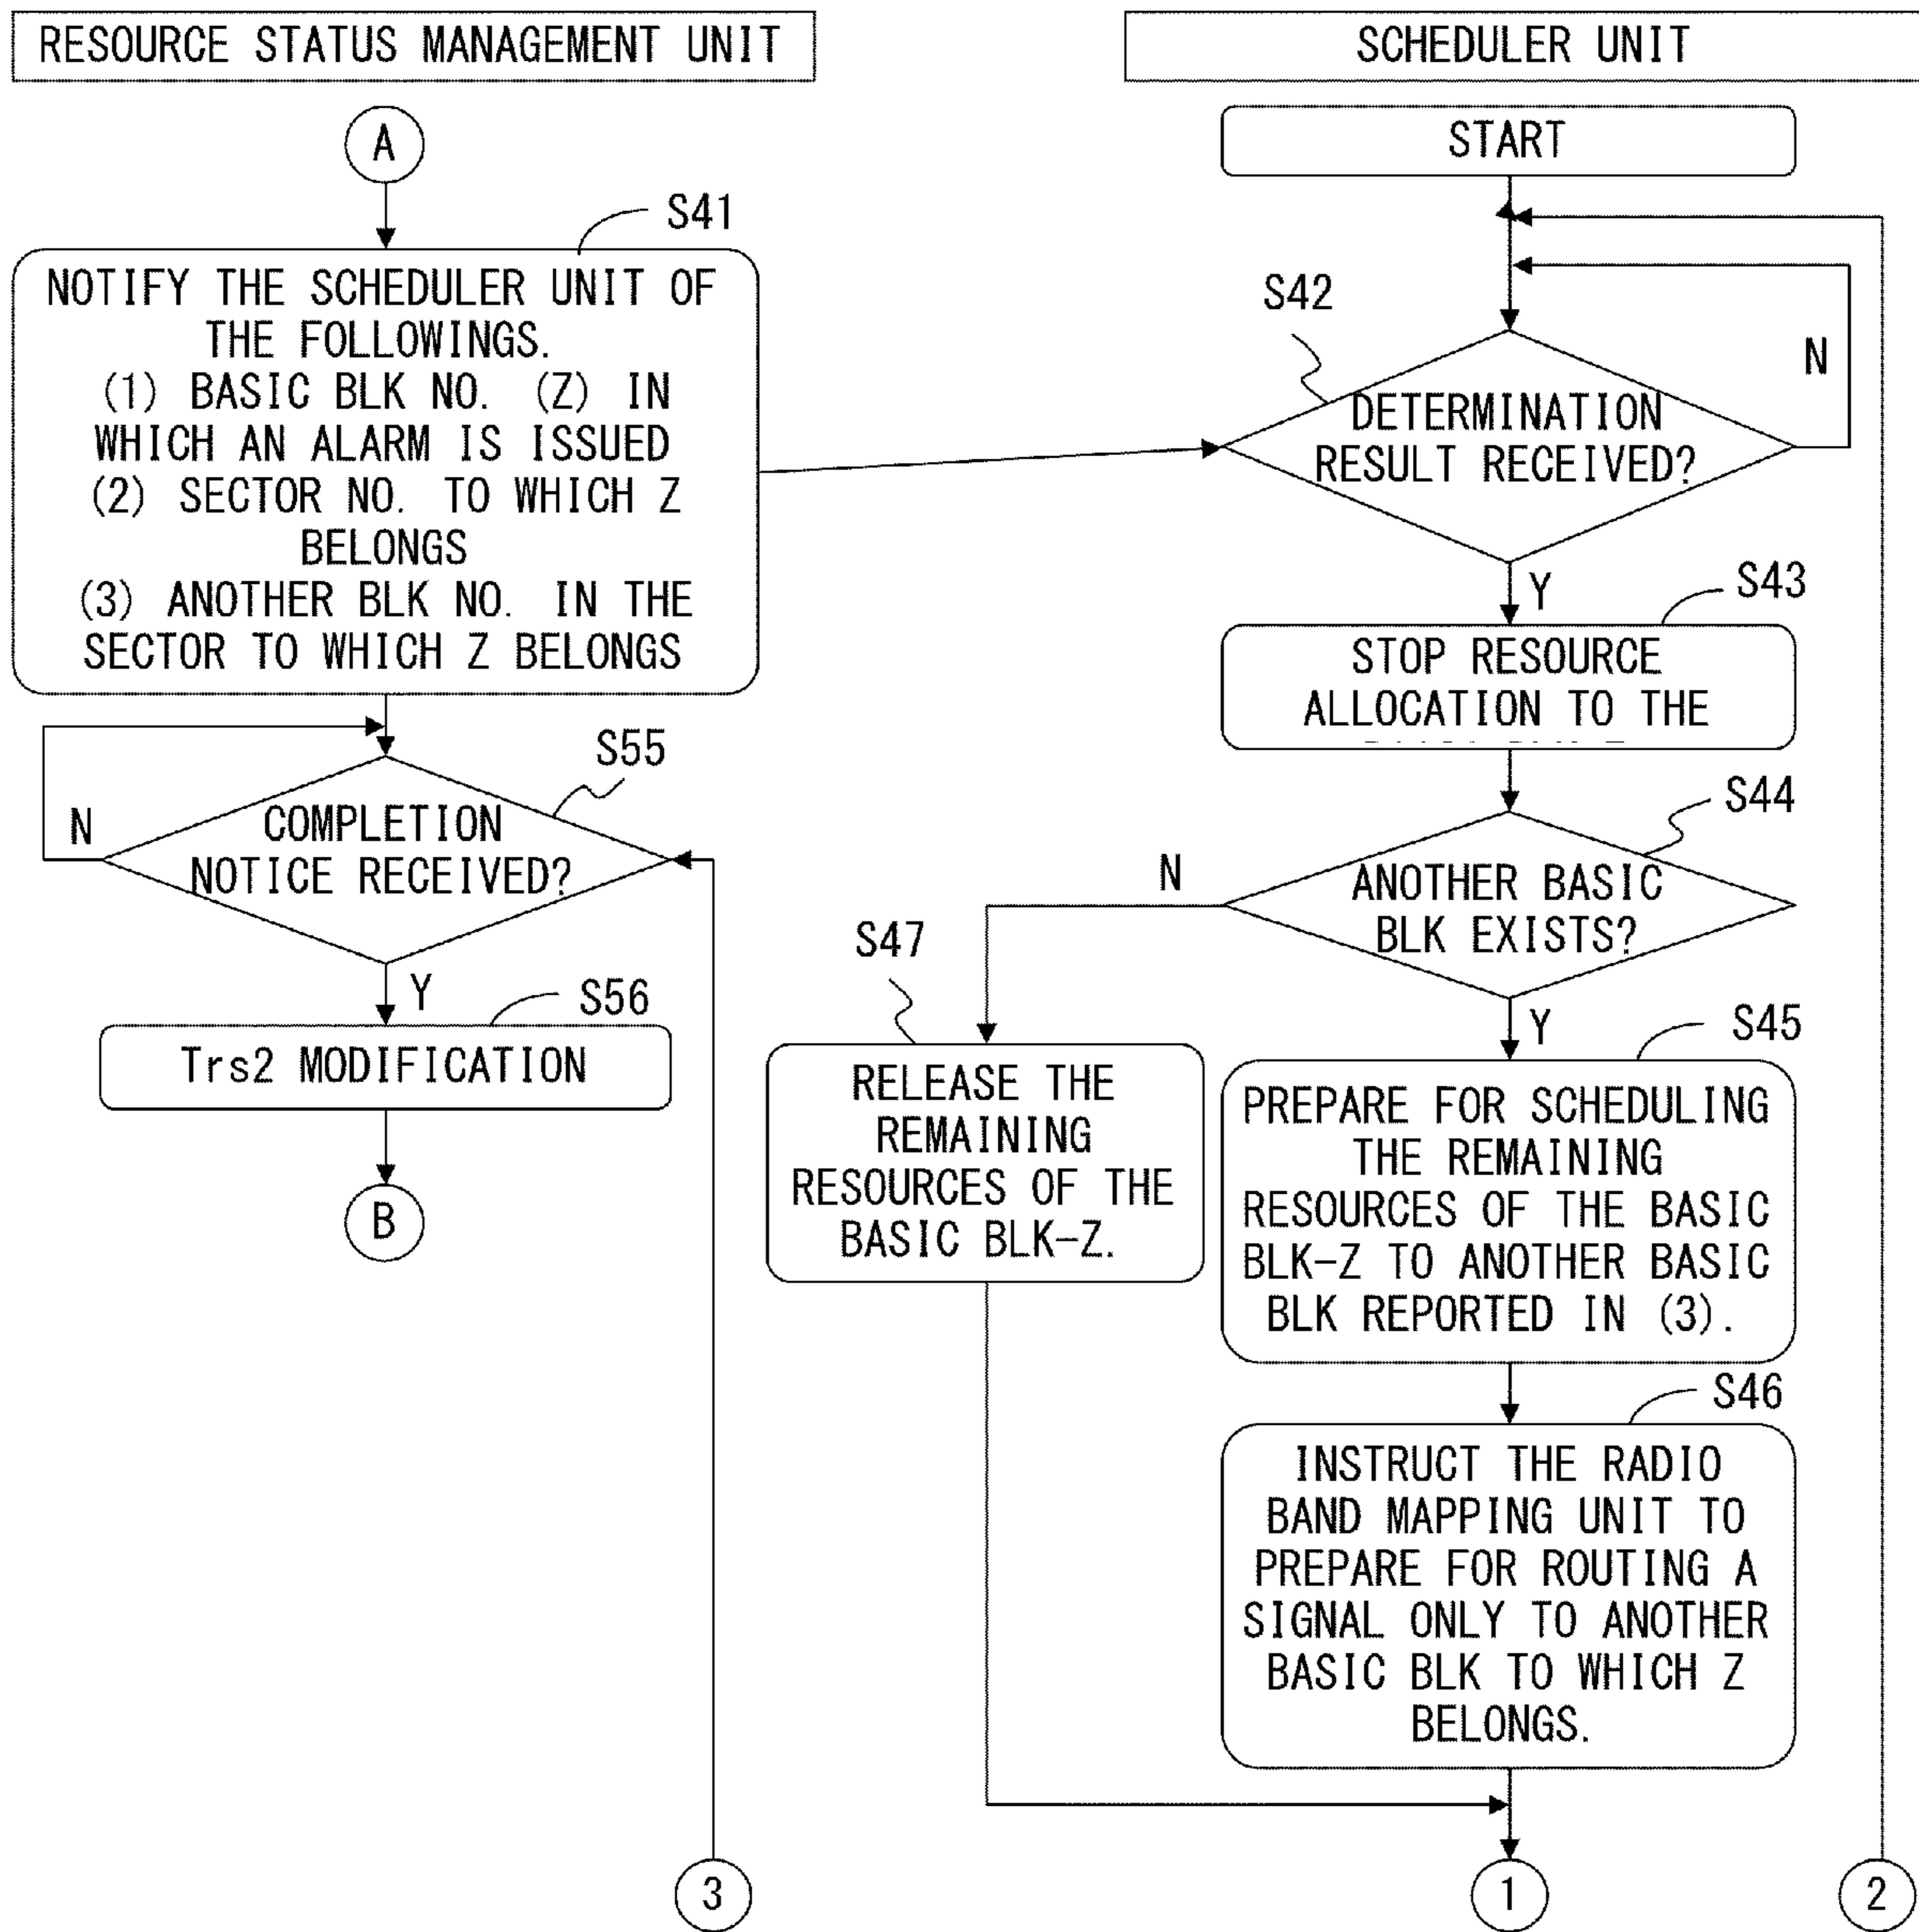 RESOURCE STATUS MANAGEMENT UNIT
A
S41
NOTIFY THE SCHEDULER UNIT OF
THE FOLLOWINGS.
(1) BASIC BLK NO. (Z) IN
WHICH AN ALARM IS ISSUED
(2) SECTOR NO. TO WHICH Z
BELONGS
(3) ANOTHER BLK NO. IN THE
SECTOR TO WHICH Z BELONGS
S55
COMPLETION
NOTICE RECEIVED?
N
Y
S56
Trs2 MODIFICATION
B
3
SCHEDULER UNIT
START
S42
DETERMINATION
RESULT RECEIVED?
N
Y
S43
STOP RESOURCE
ALLOCATION TO THE
S44
ANOTHER BASIC
BLK EXISTS?
N
S47
RELEASE THE
REMAINING
RESOURCES OF THE
BASIC BLK-Z.
Y
S45
PREPARE FOR SCHEDULING
THE REMAINING
RESOURCES OF THE BASIC
BLK-Z TO ANOTHER BASIC
BLK REPORTED IN (3).
S46
INSTRUCT THE RADIO
BAND MAPPING UNIT TO
PREPARE FOR ROUTING A
SIGNAL ONLY TO ANOTHER
BASIC BLK TO WHICH Z
BELONGS.
1
2